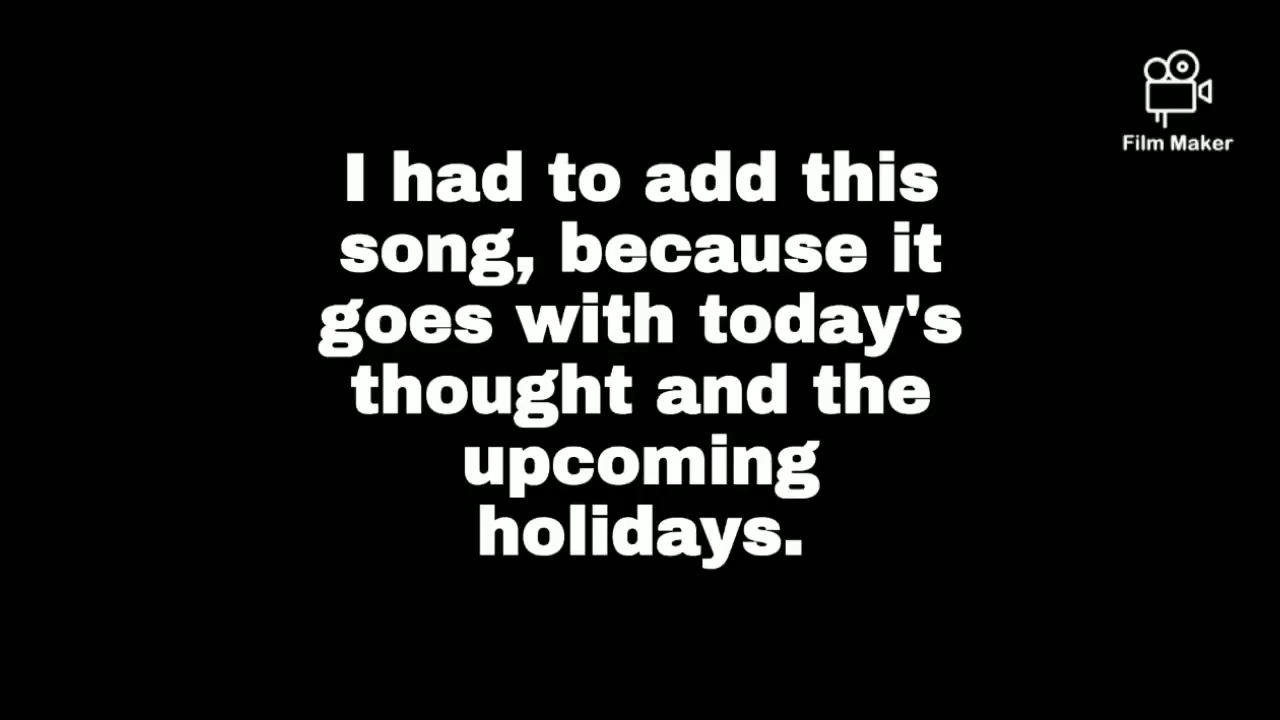 Film Maker
I had to add this
song, because it
goes with today's
thought and the
upcoming
holidays.